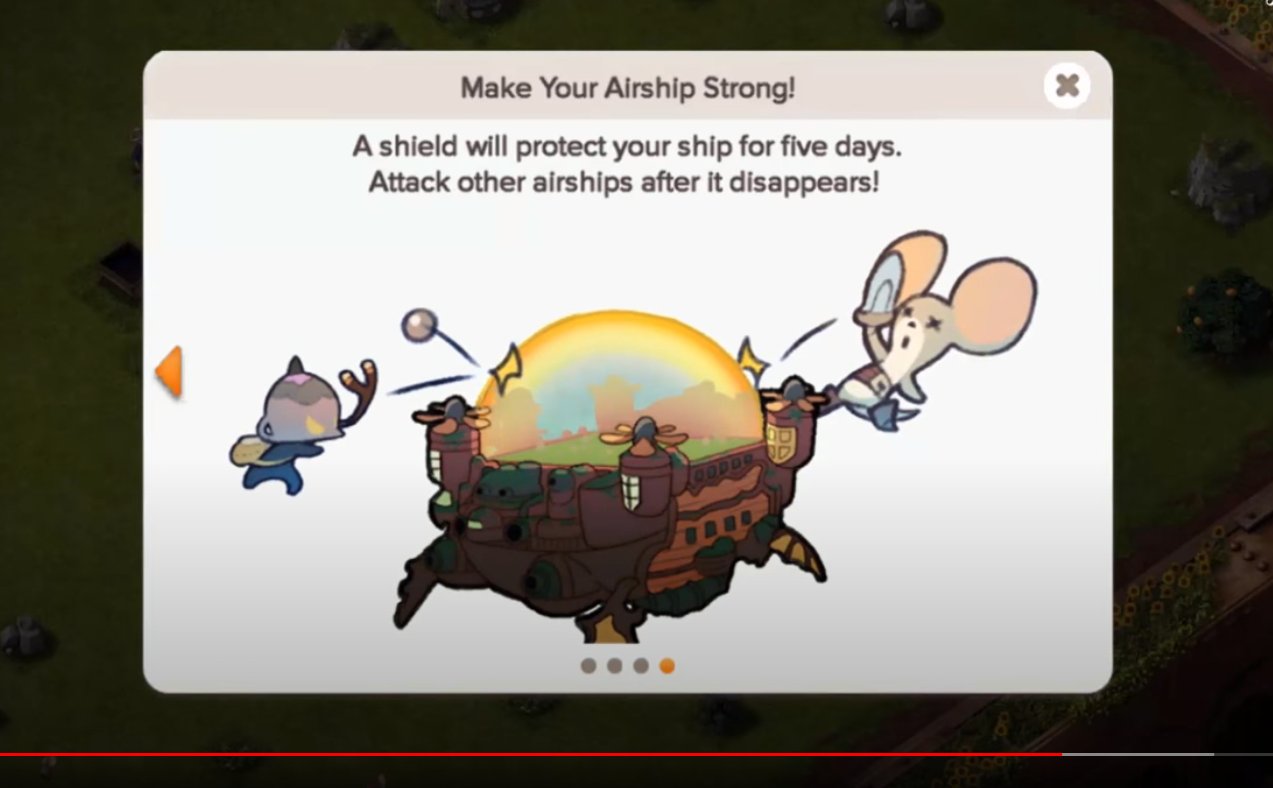 Make Your Airship Strong!
A shield will protect your ship for five days.
Attack other airships after it disappears!